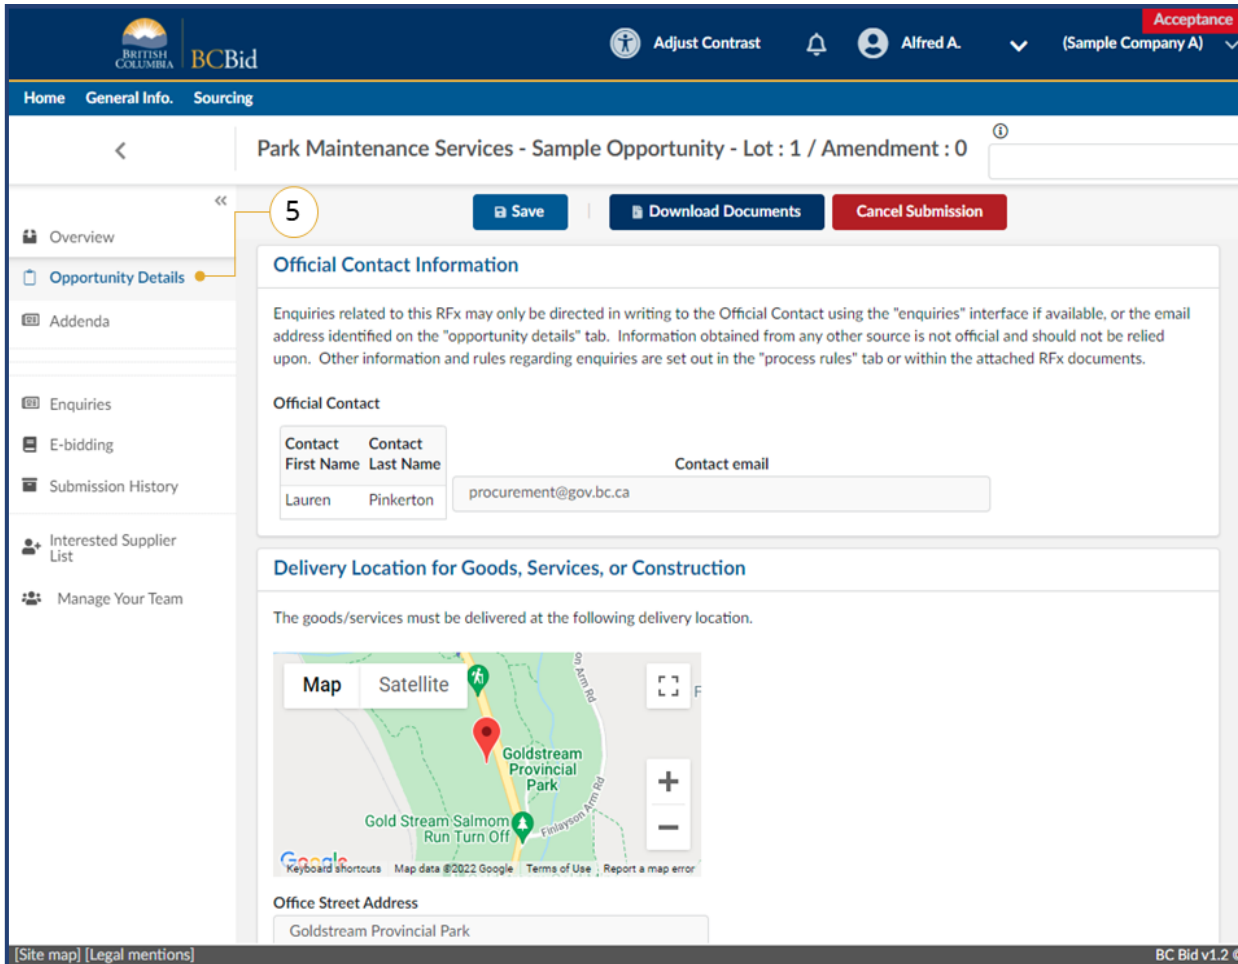 Acceptance
BRITISH
COLUMBIA
BCBid
Adjust Contrast
Alfred A.
(Sample Company A)
Home General Info. Sourcing
Park Maintenance Services - Sample Opportunity - Lot : 1 / Amendment : 0
5
Save
Download Documents
Cancel Submission
Overview
Opportunity Details
Addenda
Enquiries
E-bidding
Submission History
Interested Supplier
List
Manage Your Team
Official Contact Information
Enquiries related to this RFx may only be directed in writing to the Official Contact using the "enquiries" interface if available, or the email
address identified on the "opportunity details" tab. Information obtained from any other source is not official and should not be relied
upon. Other information and rules regarding enquiries are set out in the "process rules" tab or within the attached RFx documents.
Official Contact
Contact Contact
First Name Last Name Contact email
Lauren Pinkerton procurement@gov.bc.ca
Delivery Location for Goods, Services, or Construction
The goods/services must be delivered at the following delivery location.
Map Satellite
Goldstream
Provincial
Park
Gold Stream Salmom
Run Turn Off
Finlayson Arm Rd
on Arm Rd
F
Google
Keyboard shortcuts Map data ©2022 Google Terms of Use Report a map error
Office Street Address
Goldstream Provincial Park
[Site map] [Legal mentions] BC Bid v1.2 ©